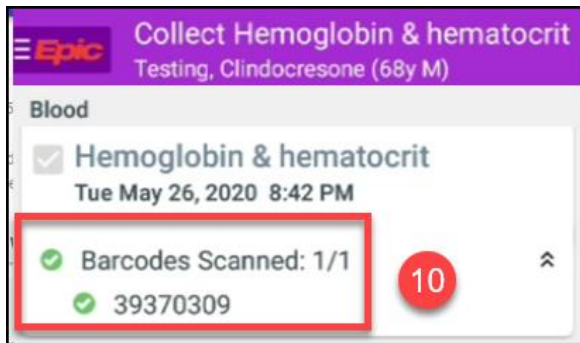 Epic
Collect Hemoglobin & hematocrit
Testing, Clindocresone (68y M)
Blood
Hemoglobin & hematocrit
Tue May 26, 2020 8:42 PM
Barcodes Scanned: 1/1
39370309
10